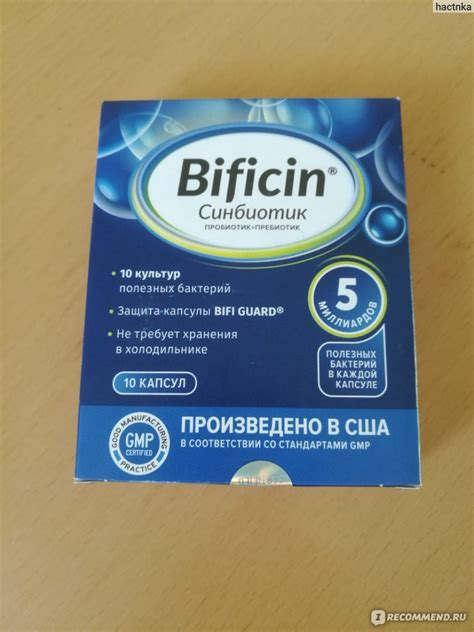 hactnka
Bificin®
Синбиотик
ПРОБИОТИК+ПРЕБИОТИК
• 10 культур
полезных бактерий
• Защита капсулы BIFI GUARD®
• Не требует хранения
в холодильнике
10 КАПСУЛ
5
МИЛЛИАРДОВ
ПОЛЕЗНЫХ
БАКТЕРИЙ
В КАЖДОЙ
КАПСУЛЕ
GOOD MANUFACTURING
GMP
CERTIFIED
PRACTICE
ПРОИЗВЕДЕНО В США
В СООТВЕТСТВИИ СО СТАНДАРТАМИ GMP
I RECOMMEND.RU